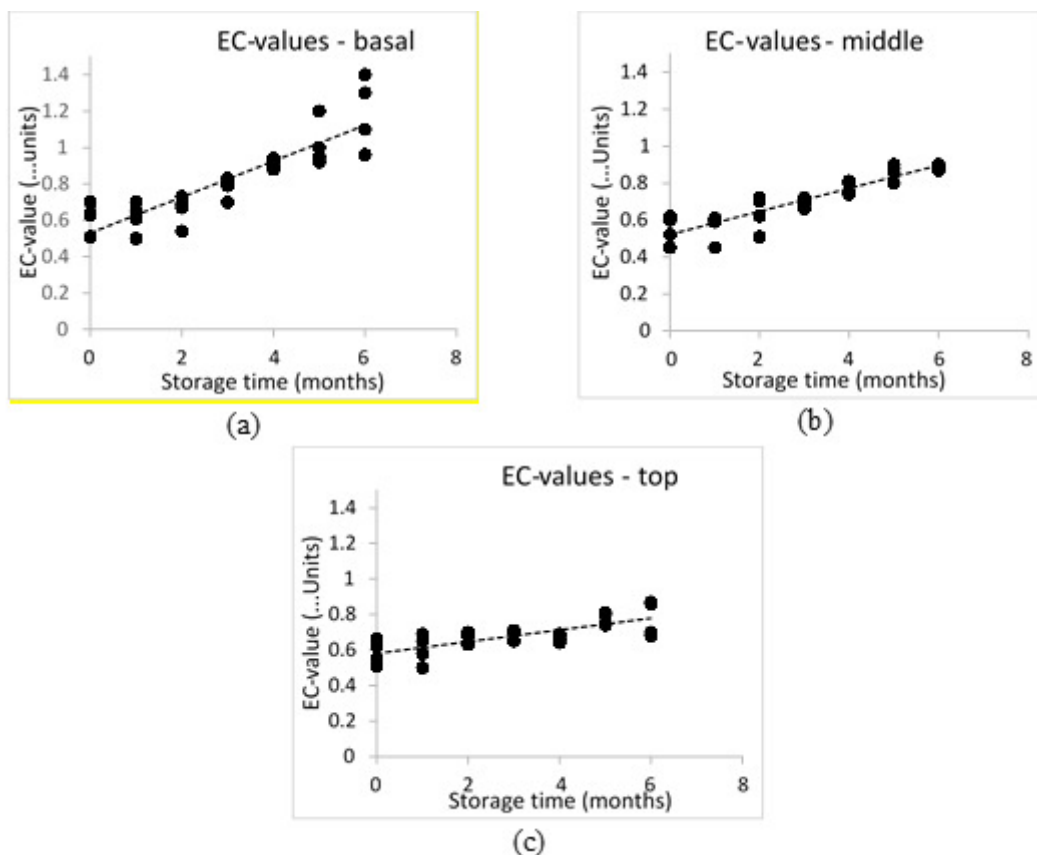 EC-values - basal
EC-value (...units)
1.4
1.2
1
0.8
0.6
0.4
0.2
0
0 2 4 6 8
Storage time (months)
(a)
EC-values - middle
EC-value (...Units)
1.4
1.2
1
0.8
0.6
0.4
0.2
0
0 2 4 6 8
Storage time (months)
(b)
EC-values - top
EC-value (...Units)
1.4
1.2
1
0.8
0.6
0.4
0.2
0
0 2 4 6 8
Storage time (months)
(c)